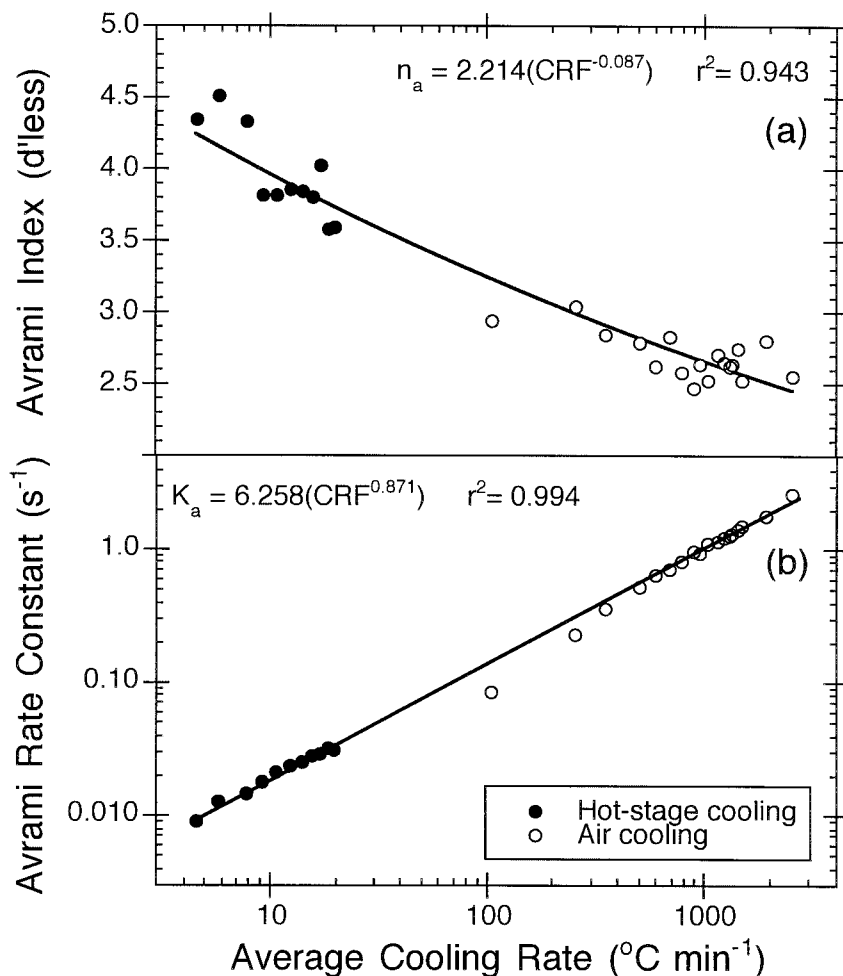 5.0
n_a = 2.214(CRF^-0.087) r^2= 0.943
(a)
4.5
4.0
3.5
3.0
2.5
Avrami Index (d'less)
K_a = 6.258(CRF^0.871) r^2= 0.994
(b)
1.0
0.10
0.010
Avrami Rate Constant (s^-1)
Hot-stage cooling
Air cooling
10 100 1000
Average Cooling Rate (°C min^-1)